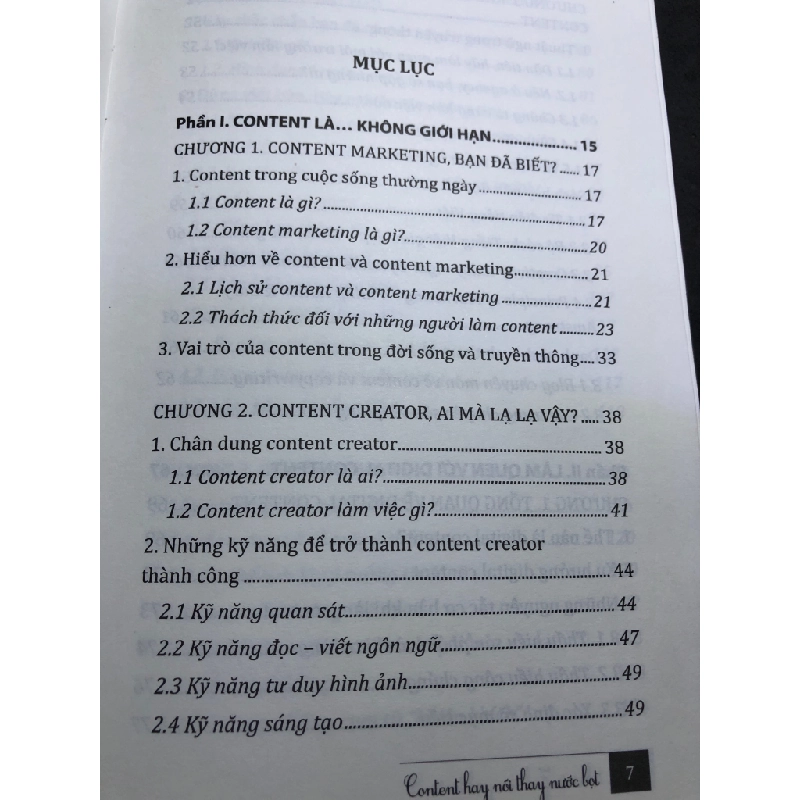 MỤC LỤC
Phần I. CONTENT LÀ... KHÔNG GIỚI HẠN.................... 15
CHƯƠNG 1. CONTENT MARKETING, BẠN ĐÃ BIẾT? ..... 17
1. Content trong cuộc sống thường ngày ........................ 17
1.1 Content là gì? ...................................................... 17
1.2 Content marketing là gì?...................................... 20
2. Hiểu hơn về content và content marketing................. 21
2.1 Lịch sử content và content marketing .................... 21
2.2 Thách thức đối với những người làm content .......... 23
3. Vai trò của content trong đời sống và truyền thông.... 33
CHƯƠNG 2. CONTENT CREATOR, AI MÀ LẠ LẠ VẬY? ..... 38
1. Chân dung content creator........................................ 38
1.1 Content creator là ai?.......................................... 38
1.2 Content creator làm việc gì?.................................. 41
2. Những kỹ năng để trở thành content creator
thành công ................................................................ 44
2.1 Kỹ năng quan sát................................................ 44
2.2 Kỹ năng đọc – viết ngôn ngữ................................ 47
2.3 Kỹ năng tư duy hình ảnh...................................... 49
2.4 Kỹ năng sáng tạo................................................ 49
Content hay nói thay nước bọt 7